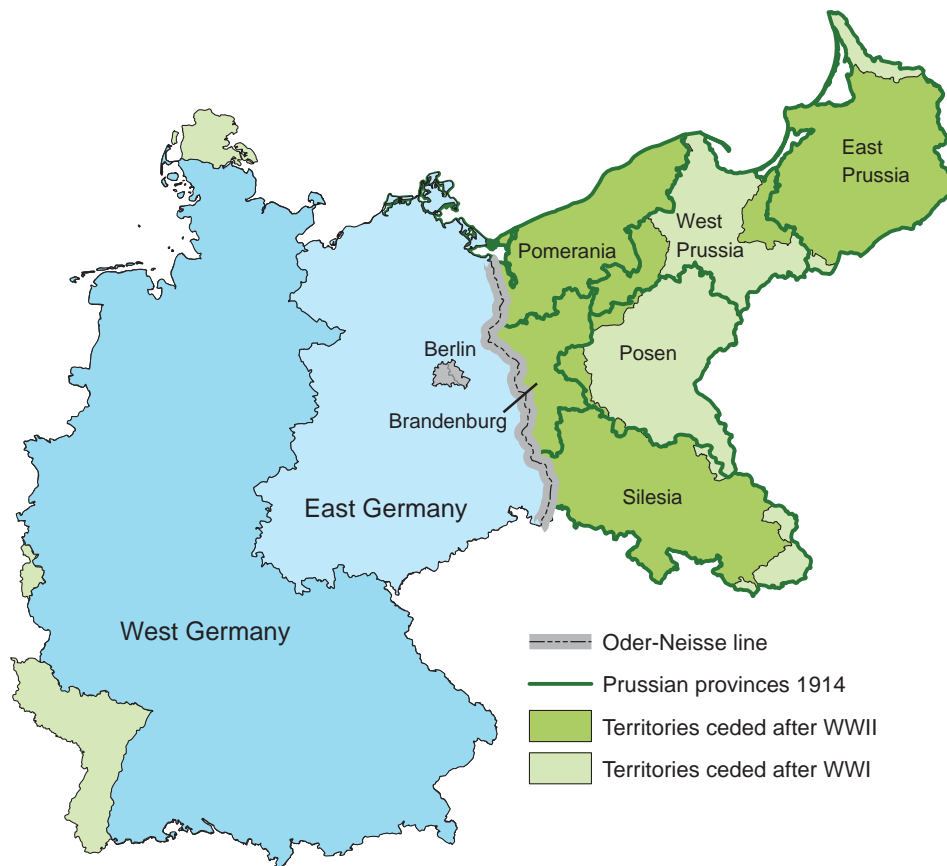 East
Prussia
West
Prussia
Pomerania
Berlin
Posen
Brandenburg
Silesia
East Germany
West Germany
Oder-Neisse line
Prussian provinces 1914
Territories ceded after WWII
Territories ceded after WWI